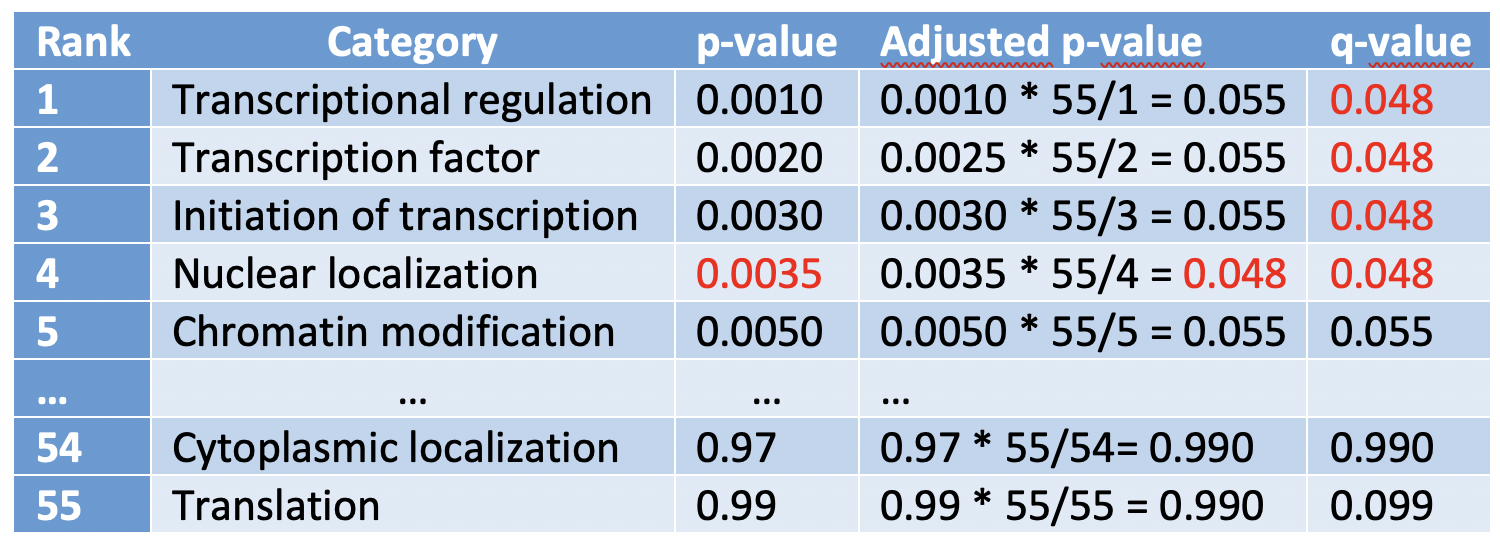 Rank Category p-value Adjusted p-value q-value
1 Transcriptional regulation 0.0010 0.0010 * 55/1 = 0.055 0.048
2 Transcription factor 0.0020 0.0025 * 55/2 = 0.055 0.048
3 Initiation of transcription 0.0030 0.0030 * 55/3 = 0.055 0.048
4 Nuclear localization 0.0035 0.0035 * 55/4 = 0.048 0.048
5 Chromatin modification 0.0050 0.0050 * 55/5 = 0.055 0.055
... ... ... ...
54 Cytoplasmic localization 0.97 0.97 * 55/54= 0.990 0.990
55 Translation 0.99 0.99 * 55/55 = 0.990 0.099